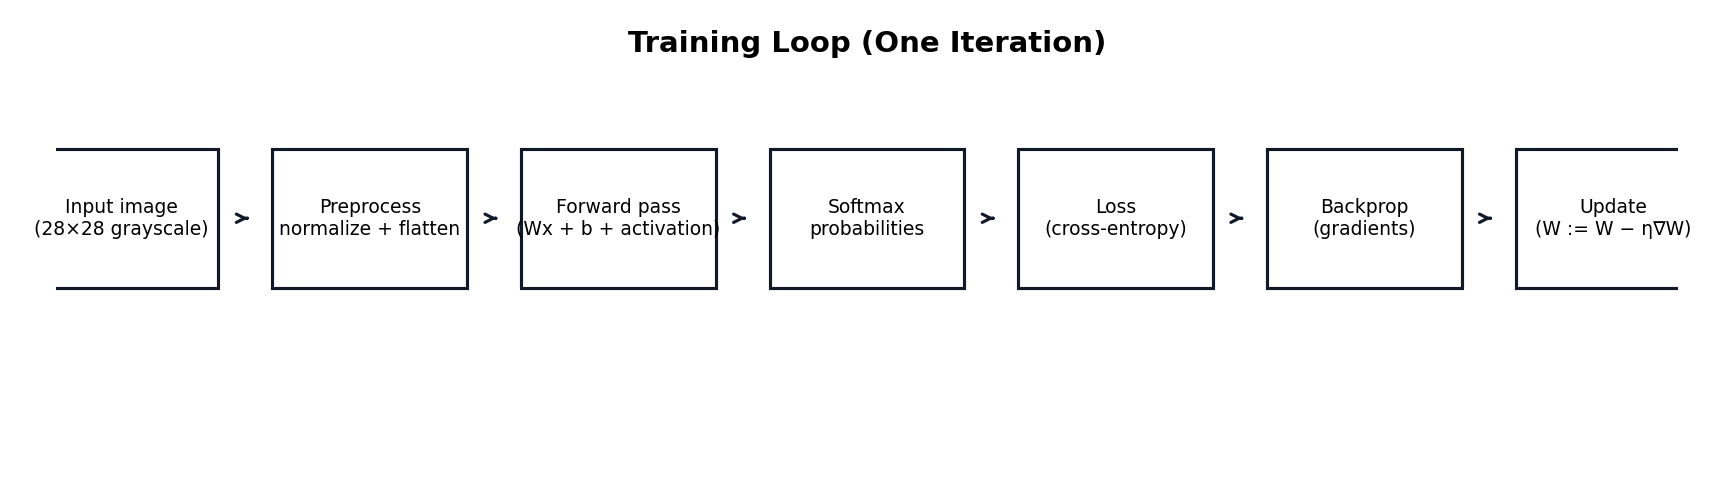 Training Loop (One Iteration)
Input image
(28×28 grayscale)
Preprocess
normalize + flatten
Forward pass
(Wx + b + activation)
Softmax
probabilities
Loss
(cross-entropy)
Backprop
(gradients)
Update
(W := W − η∇W)